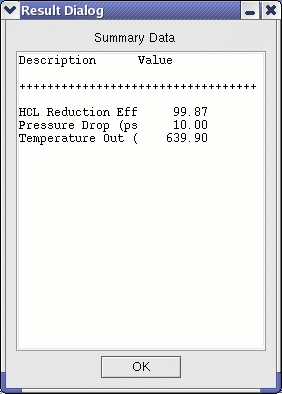 Result Dialog
Summary Data
Description Value
++++++++++++++++++++++++++++++++++
HCL Reduction Eff 99.87
Pressure Drop (ps 10.00
Temperature Out ( 639.90
OK